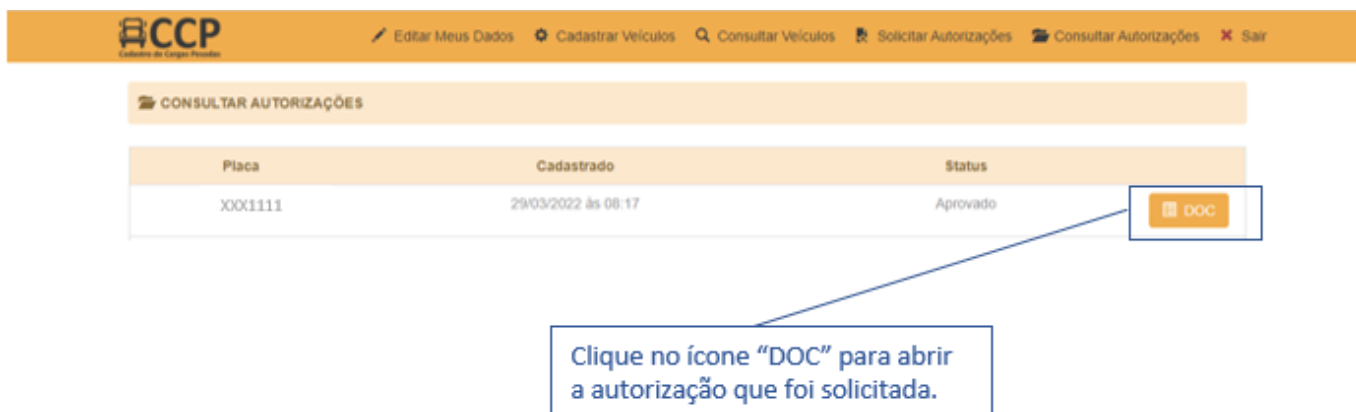 CCP
Cadastro de Cargas Pesadas
Editar Meus Dados Cadastrar Veículos Consultar Veículos Solicitar Autorizações Consultar Autorizações Sair
CONSULTAR AUTORIZAÇÕES
Placa Cadastrado Status
XXX1111 29/03/2022 às 08:17 Aprovado DOC
Clique no ícone “DOC” para abrir
a autorização que foi solicitada.